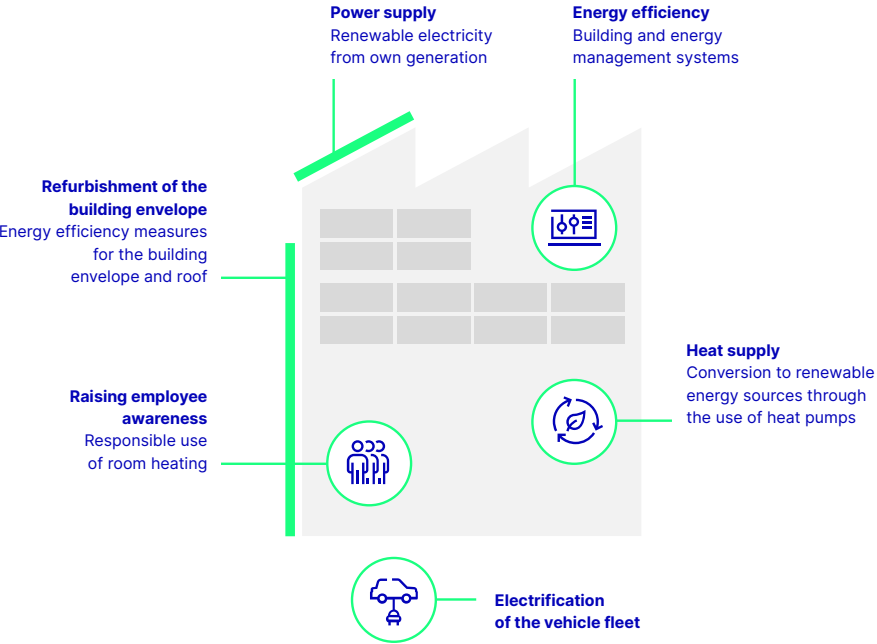 Power supply
Renewable electricity
from own generation
Energy efficiency
Building and energy
management systems
Refurbishment of the
building envelope
Energy efficiency measures
for the building
envelope and roof
Heat supply
Conversion to renewable
energy sources through
the use of heat pumps
Raising employee
awareness
Responsible use
of room heating
Electrification
of the vehicle fleet